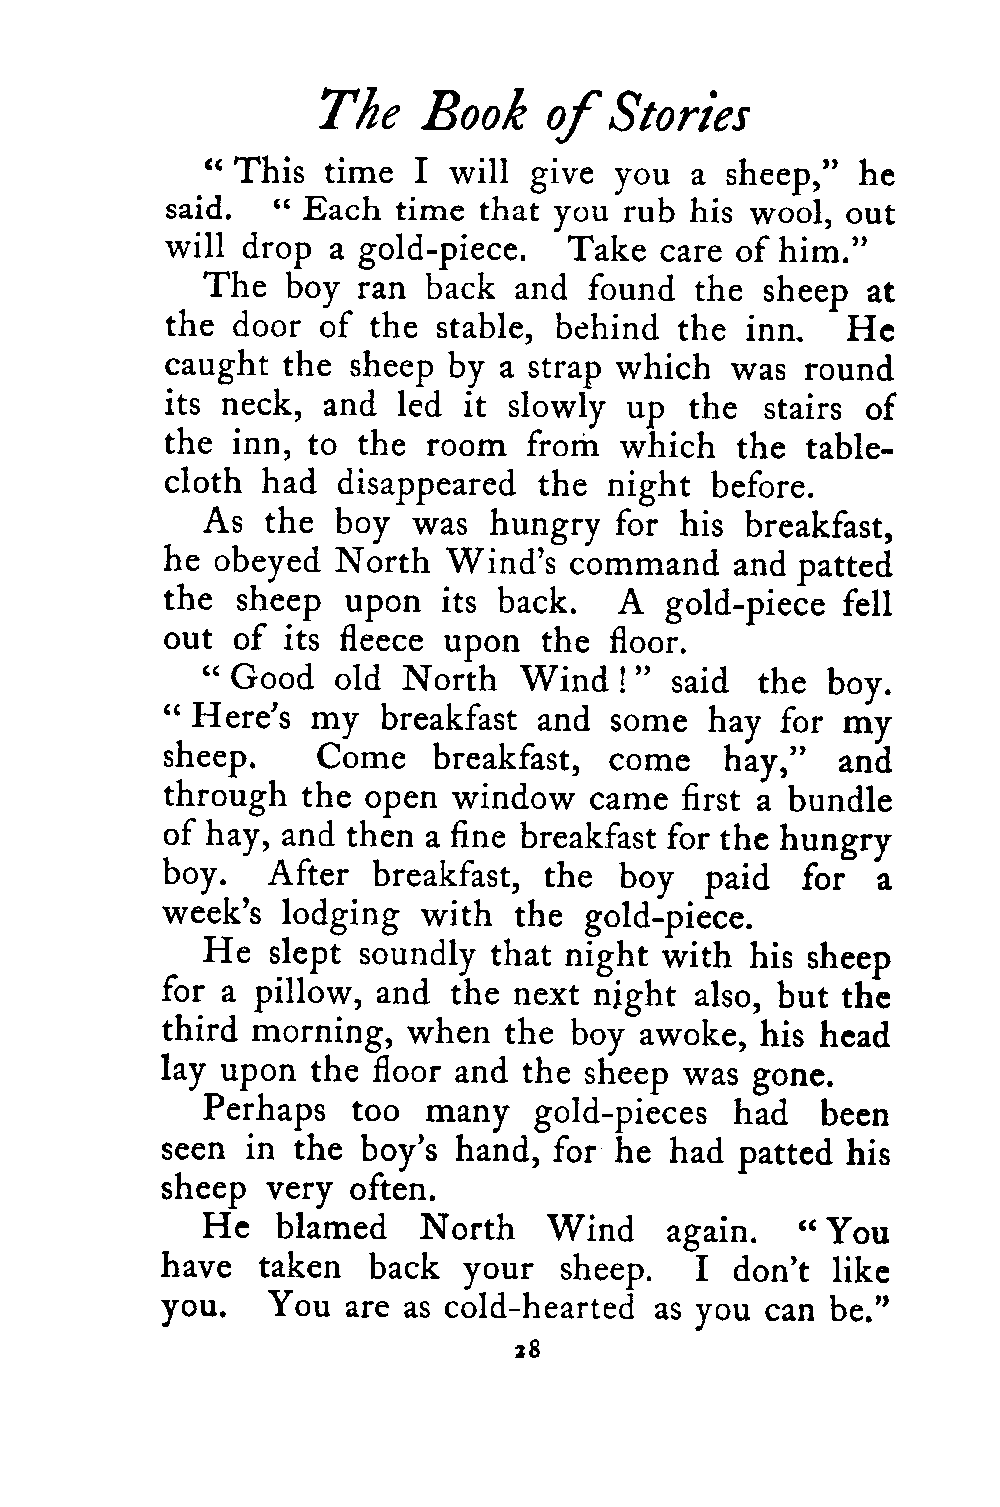 The Book of Stories
“ This time I will give you a sheep,” he
said. “ Each time that you rub his wool, out
will drop a gold-piece. Take care of him.”
The boy ran back and found the sheep at
the door of the stable, behind the inn. He
caught the sheep by a strap which was round
its neck, and led it slowly up the stairs of
the inn, to the room from which the table-
cloth had disappeared the night before.
As the boy was hungry for his breakfast,
he obeyed North Wind’s command and patted
the sheep upon its back. A gold-piece fell
out of its fleece upon the floor.
“ Good old North Wind ! ” said the boy.
“ Here’s my breakfast and some hay for my
sheep. Come breakfast, come hay,” and
through the open window came first a bundle
of hay, and then a fine breakfast for the hungry
boy. After breakfast, the boy paid for a
week’s lodging with the gold-piece.
He slept soundly that night with his sheep
for a pillow, and the next night also, but the
third morning, when the boy awoke, his head
lay upon the floor and the sheep was gone.
Perhaps too many gold-pieces had been
seen in the boy’s hand, for he had patted his
sheep very often.
He blamed North Wind again. “ You
have taken back your sheep. I don’t like
you. You are as cold-hearted as you can be.”
28